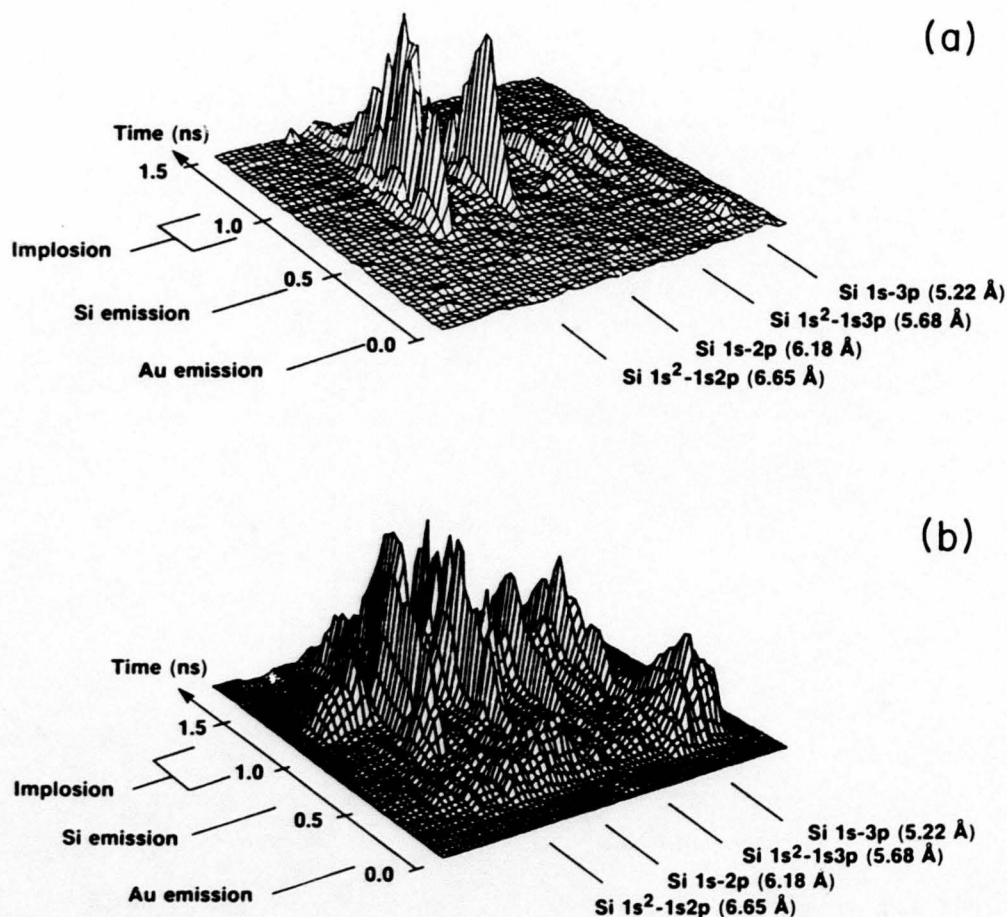 (a)
Time (ns)
1.5
1.0
Implosion
0.5
Si emission
0.0
Au emission
Si 1s-3p (5.22 Å)
Si 1s²-1s3p (5.68 Å)
Si 1s-2p (6.18 Å)
Si 1s²-1s2p (6.65 Å)
(b)
Time (ns)
1.5
1.0
Implosion
0.5
Si emission
0.0
Au emission
Si 1s-3p (5.22 Å)
Si 1s²-1s3p (5.68 Å)
Si 1s-2p (6.18 Å)
Si 1s²-1s2p (6.65 Å)